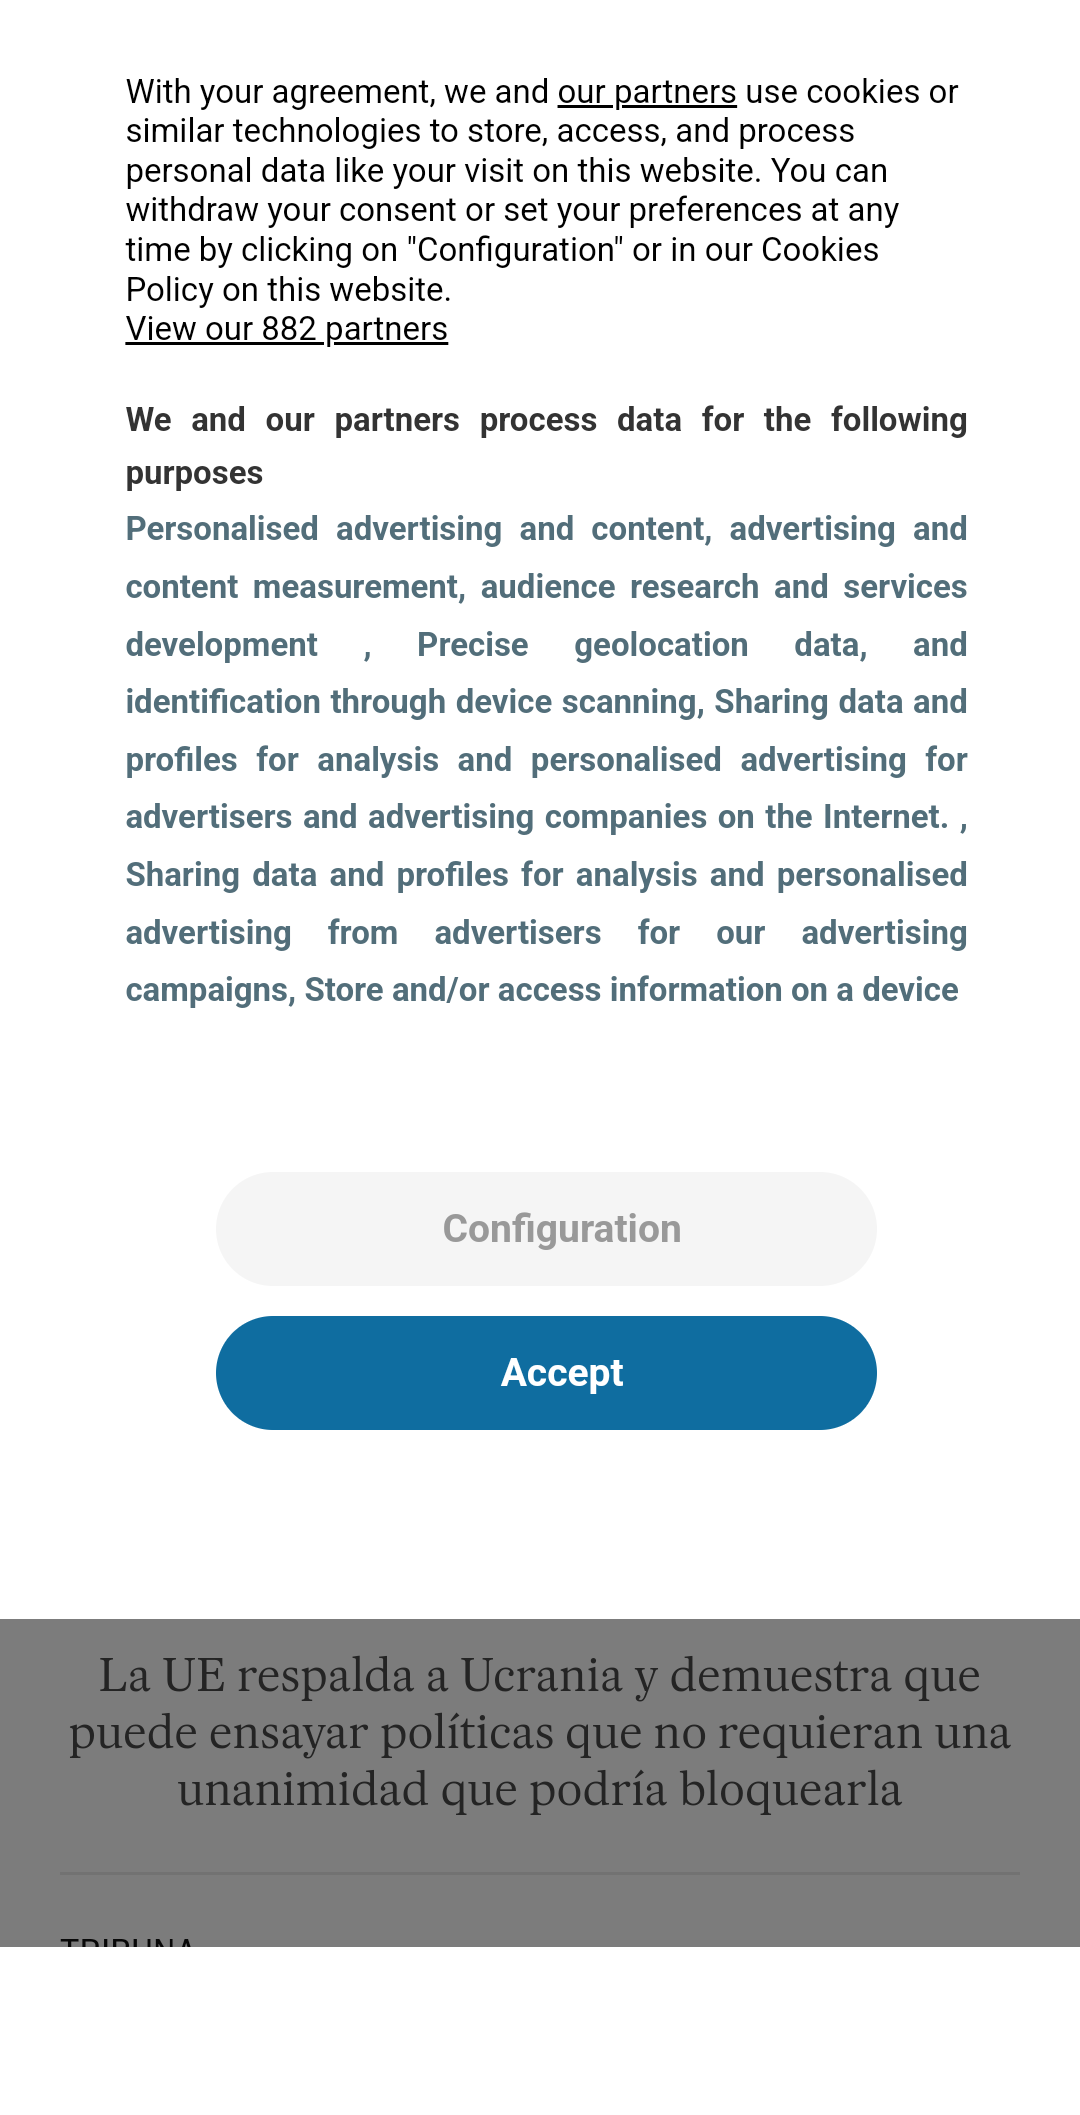 With your agreement, we and our partners use cookies or
similar technologies to store, access, and process
personal data like your visit on this website. You can
withdraw your consent or set your preferences at any
time by clicking on "Configuration" or in our Cookies
Policy on this website.
View our 882 partners
We and our partners process data for the following
purposes
Personalised advertising and content, advertising and
content measurement, audience research and services
development , Precise geolocation data, and
identification through device scanning, Sharing data and
profiles for analysis and personalised advertising for
advertisers and advertising companies on the Internet. ,
Sharing data and profiles for analysis and personalised
advertising from advertisers for our advertising
campaigns, Store and/or access information on a device
Configuration
Accept
La UE respalda a Ucrania y demuestra que
puede ensayar políticas que no requieran una
unanimidad que podría bloquearla
TRIBUNA